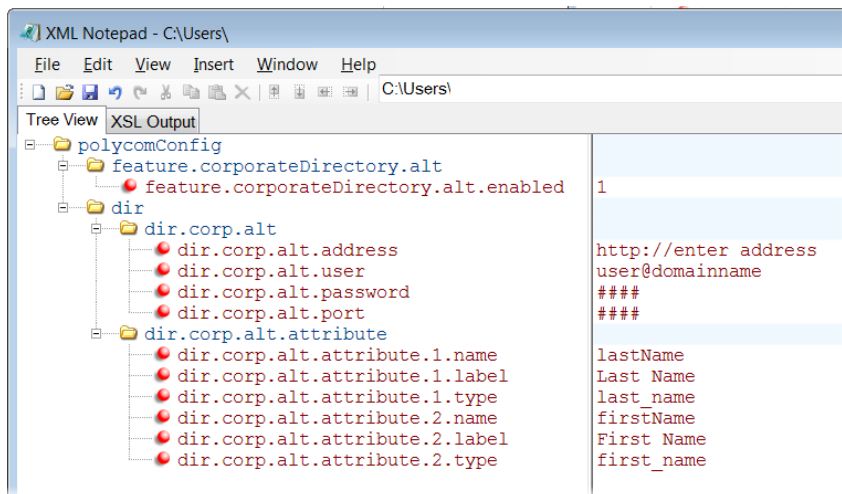 XML Notepad - C:\Users\
File Edit View Insert Window Help
C:\Users\
Tree View XSL Output
polycomConfig
feature.corporateDirectory.alt
feature.corporateDirectory.alt.enabled 1
dir
dir.corp.alt
dir.corp.alt.address http://enter address
dir.corp.alt.user user@domainname
dir.corp.alt.password ####
dir.corp.alt.port ####
dir.corp.alt.attribute
dir.corp.alt.attribute.1.name lastName
dir.corp.alt.attribute.1.label Last Name
dir.corp.alt.attribute.1.type last_name
dir.corp.alt.attribute.2.name firstName
dir.corp.alt.attribute.2.label First Name
dir.corp.alt.attribute.2.type first_name